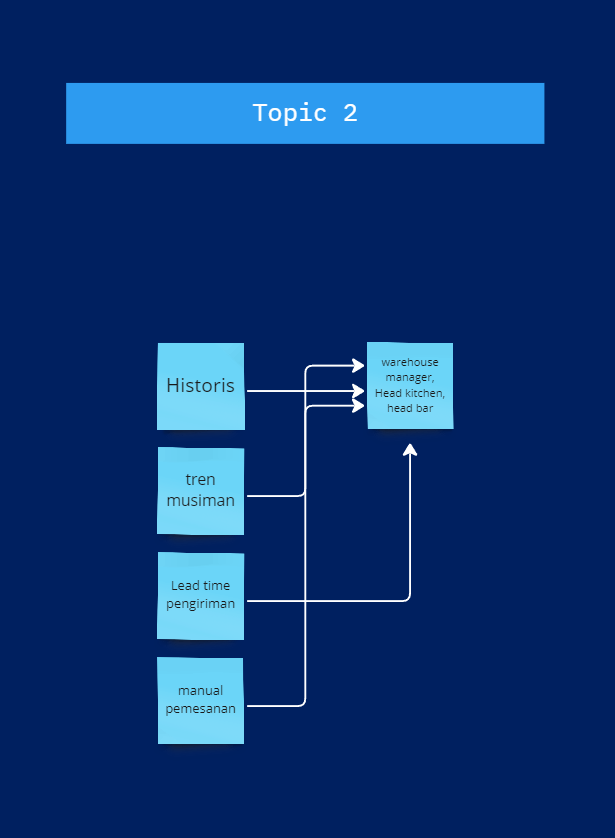 Topic 2
Historis
warehouse
manager,
Head kitchen,
head bar
tren
musiman
Lead time
pengiriman
manual
pemesanan